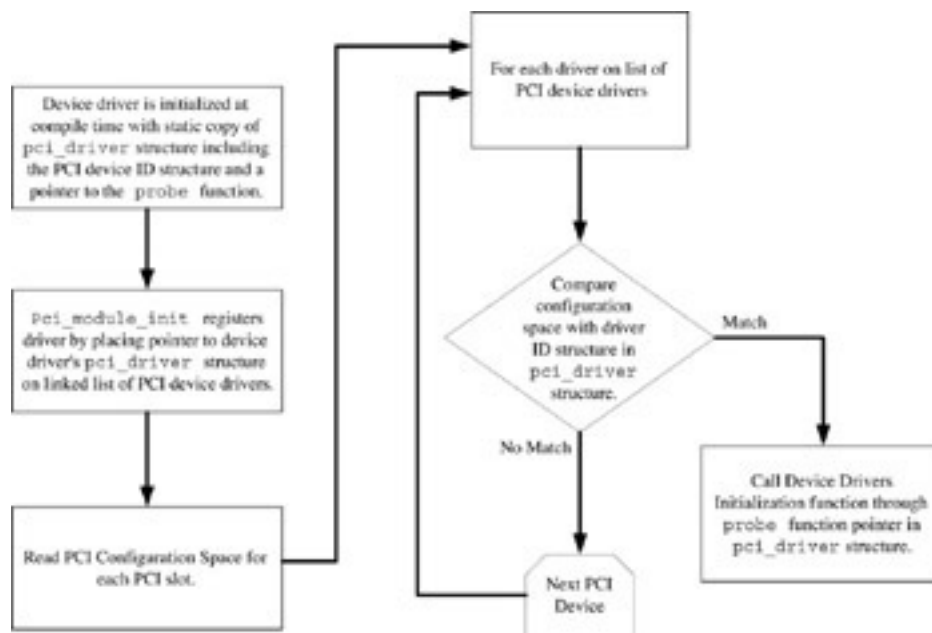 Device driver is initialized at
compile time with static copy of
pci_driver structure including
the PCI device ID structure and a
pointer to the probe function.
Pci_module_init registers
driver by placing pointer to device
driver's pci_driver structure
on linked list of PCI device drivers.
Read PCI Configuration Space for
each PCI slot.
For each driver on list of
PCI device drivers
Compare
configuration
space with driver
ID structure in
pci_driver
structure.
Match
No Match
Call Device Drivers
Initialization function through
probe function pointer in
pci_driver structure.
Next PCI
Device